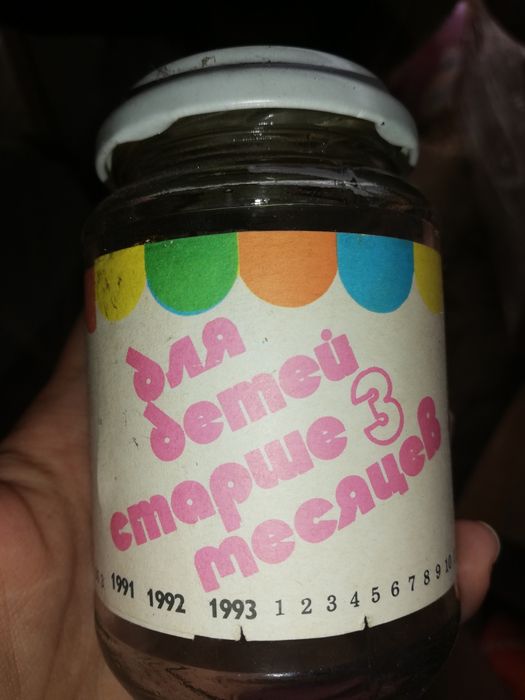 для
детей
старше 3
месяцев
1991 1992 1993 1 2 3 4 5 6 7 8 9 10